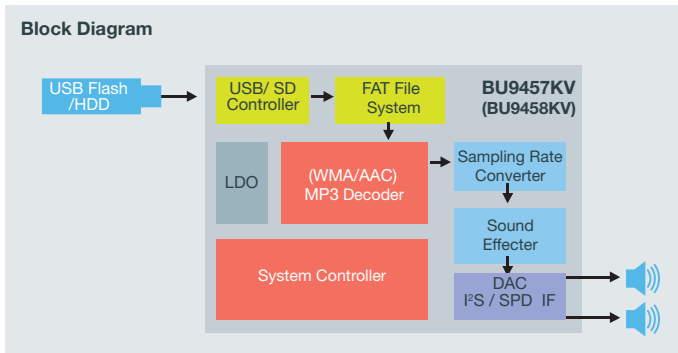 Block Diagram
USB Flash
/HDD
USB/ SD
Controller
FAT File
System
BU9457KV
(BU9458KV)
LDO
(WMA/AAC)
MP3 Decoder
Sampling Rate
Converter
Sound
Effecter
System Controller
DAC
I²S / SPD IF